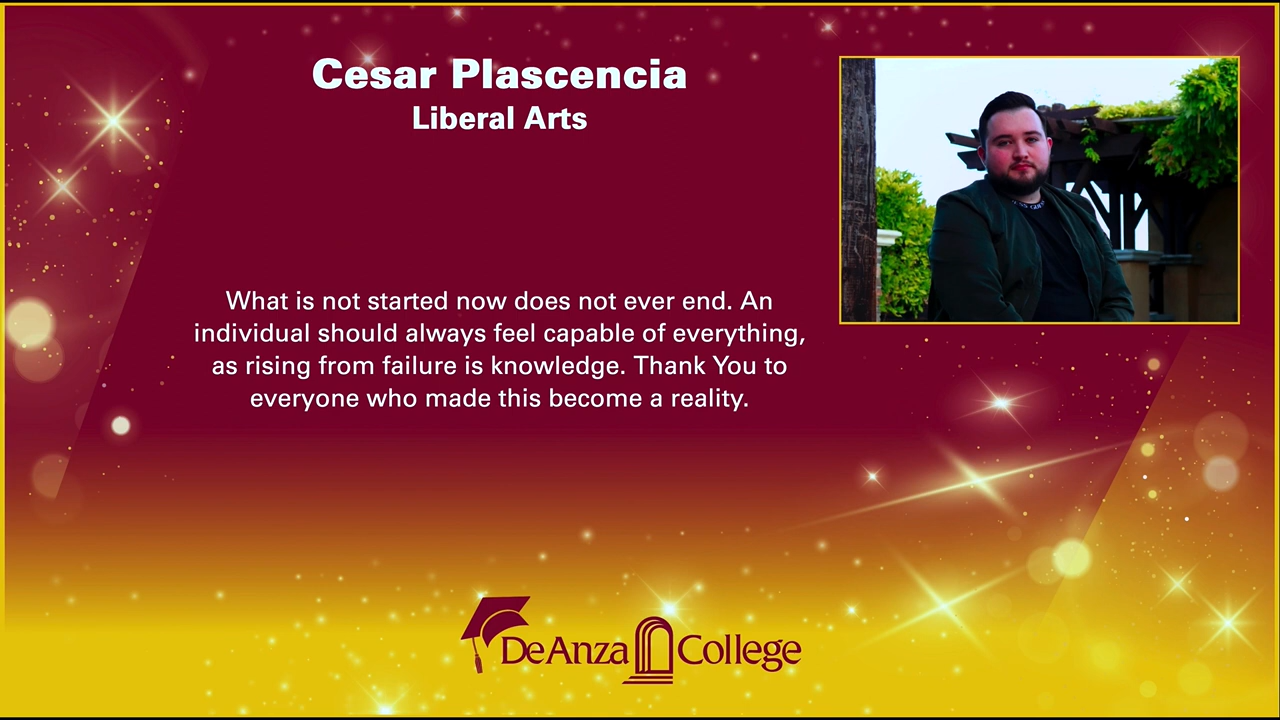 Cesar Plascencia
Liberal Arts
What is not started now does not ever end. An
individual should always feel capable of everything,
as rising from failure is knowledge. Thank You to
everyone who made this become a reality.
DeAnza College